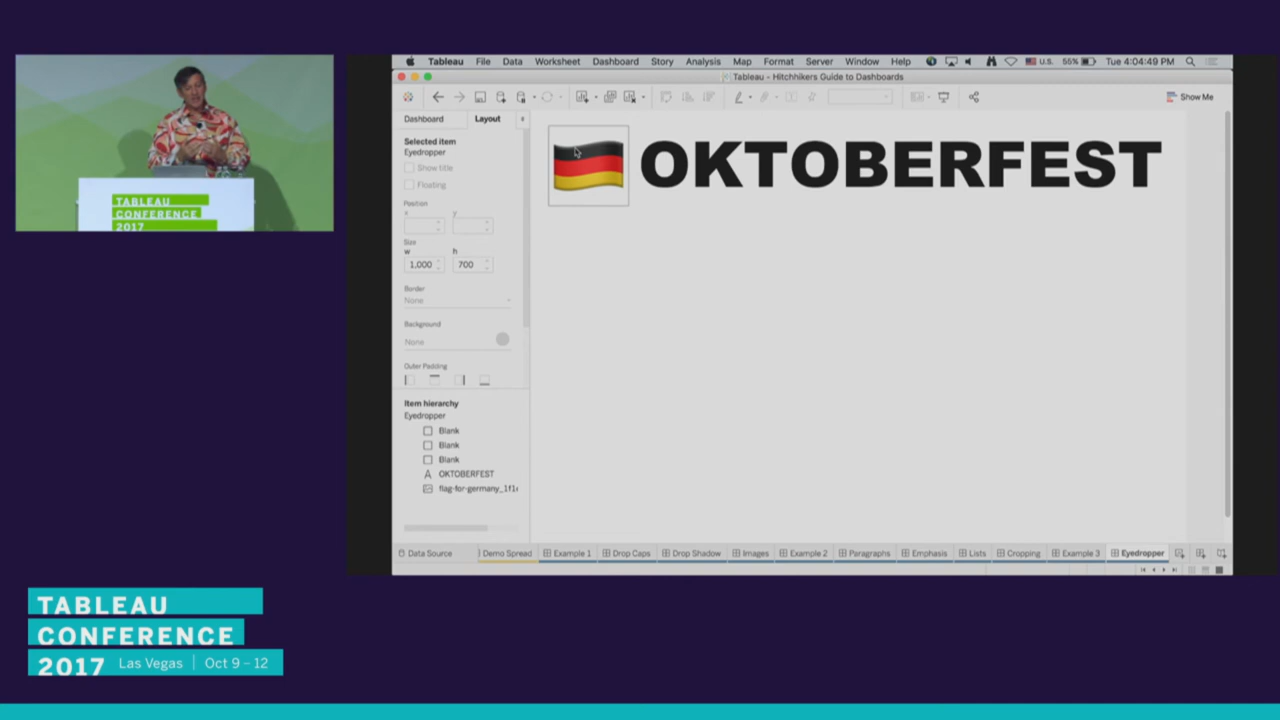 TABLEAU
CONFERENCE
2017
Tableau File Data Worksheet Dashboard Story Analysis Map Format Server Window Help U.S. 55% Tue 4:04:49 PM
Tableau - Hitchhikers Guide to Dashboards
Show Me
Dashboard Layout
Selected item
Eyedropper
Show title
Floating
Position
x y
Size
w h
1,000 700
Border
None
Background
None
Outer Padding
Item hierarchy
Eyedropper
Blank
Blank
Blank
A OKTOBERFEST
flag-for-germany_1f1
OKTOBERFEST
Data Source Demo Spread Example 1 Drop Caps Drop Shadow Images Example 2 Paragraphs Emphasis Lists Cropping Example 3 Eyedropper
TABLEAU
CONFERENCE
2017 Las Vegas | Oct 9 - 12